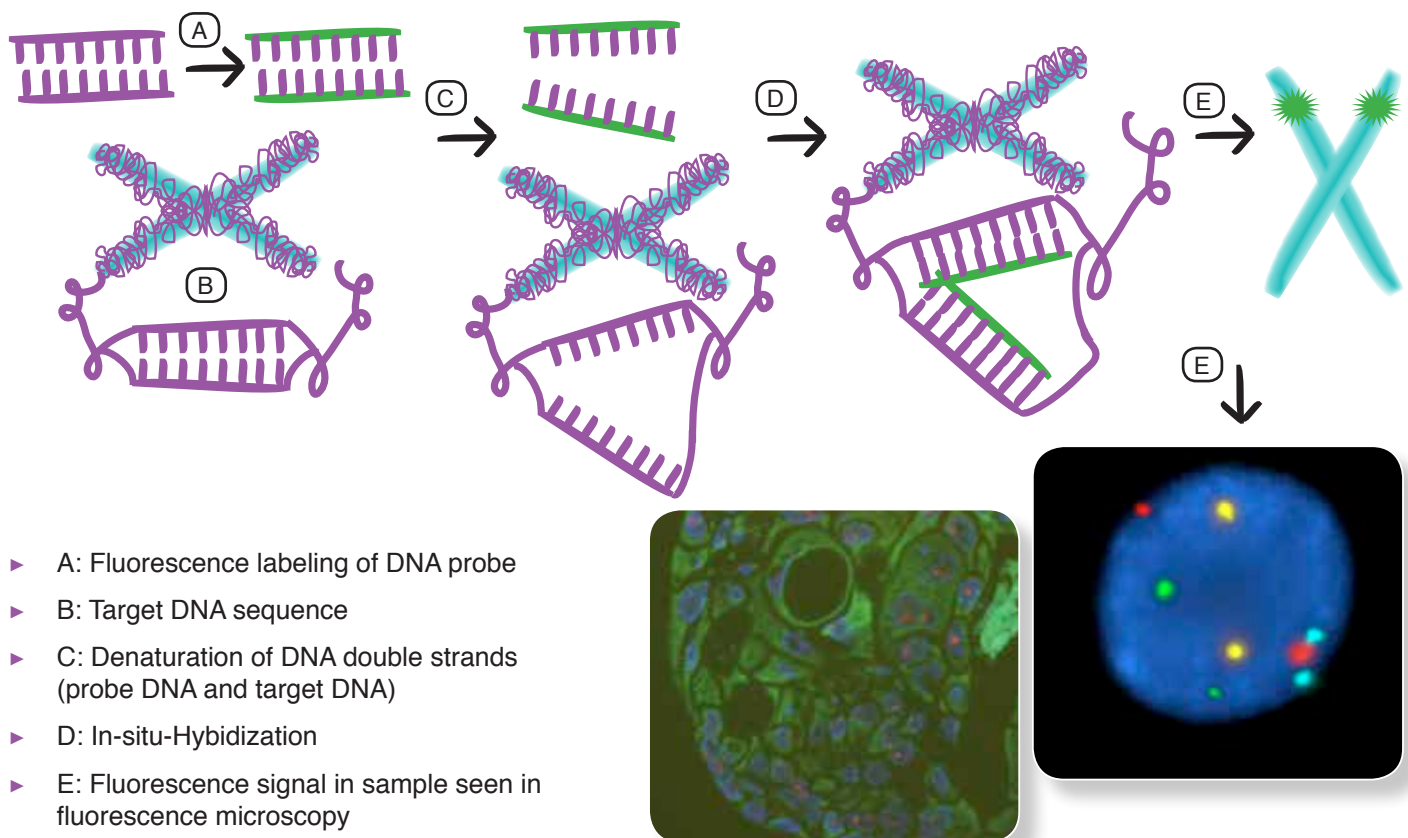 A
C
D
E
B
E
► A: Fluorescence labeling of DNA probe
► B: Target DNA sequence
► C: Denaturation of DNA double strands
(probe DNA and target DNA)
► D: In-situ-Hybidization
► E: Fluorescence signal in sample seen in
fluorescence microscopy